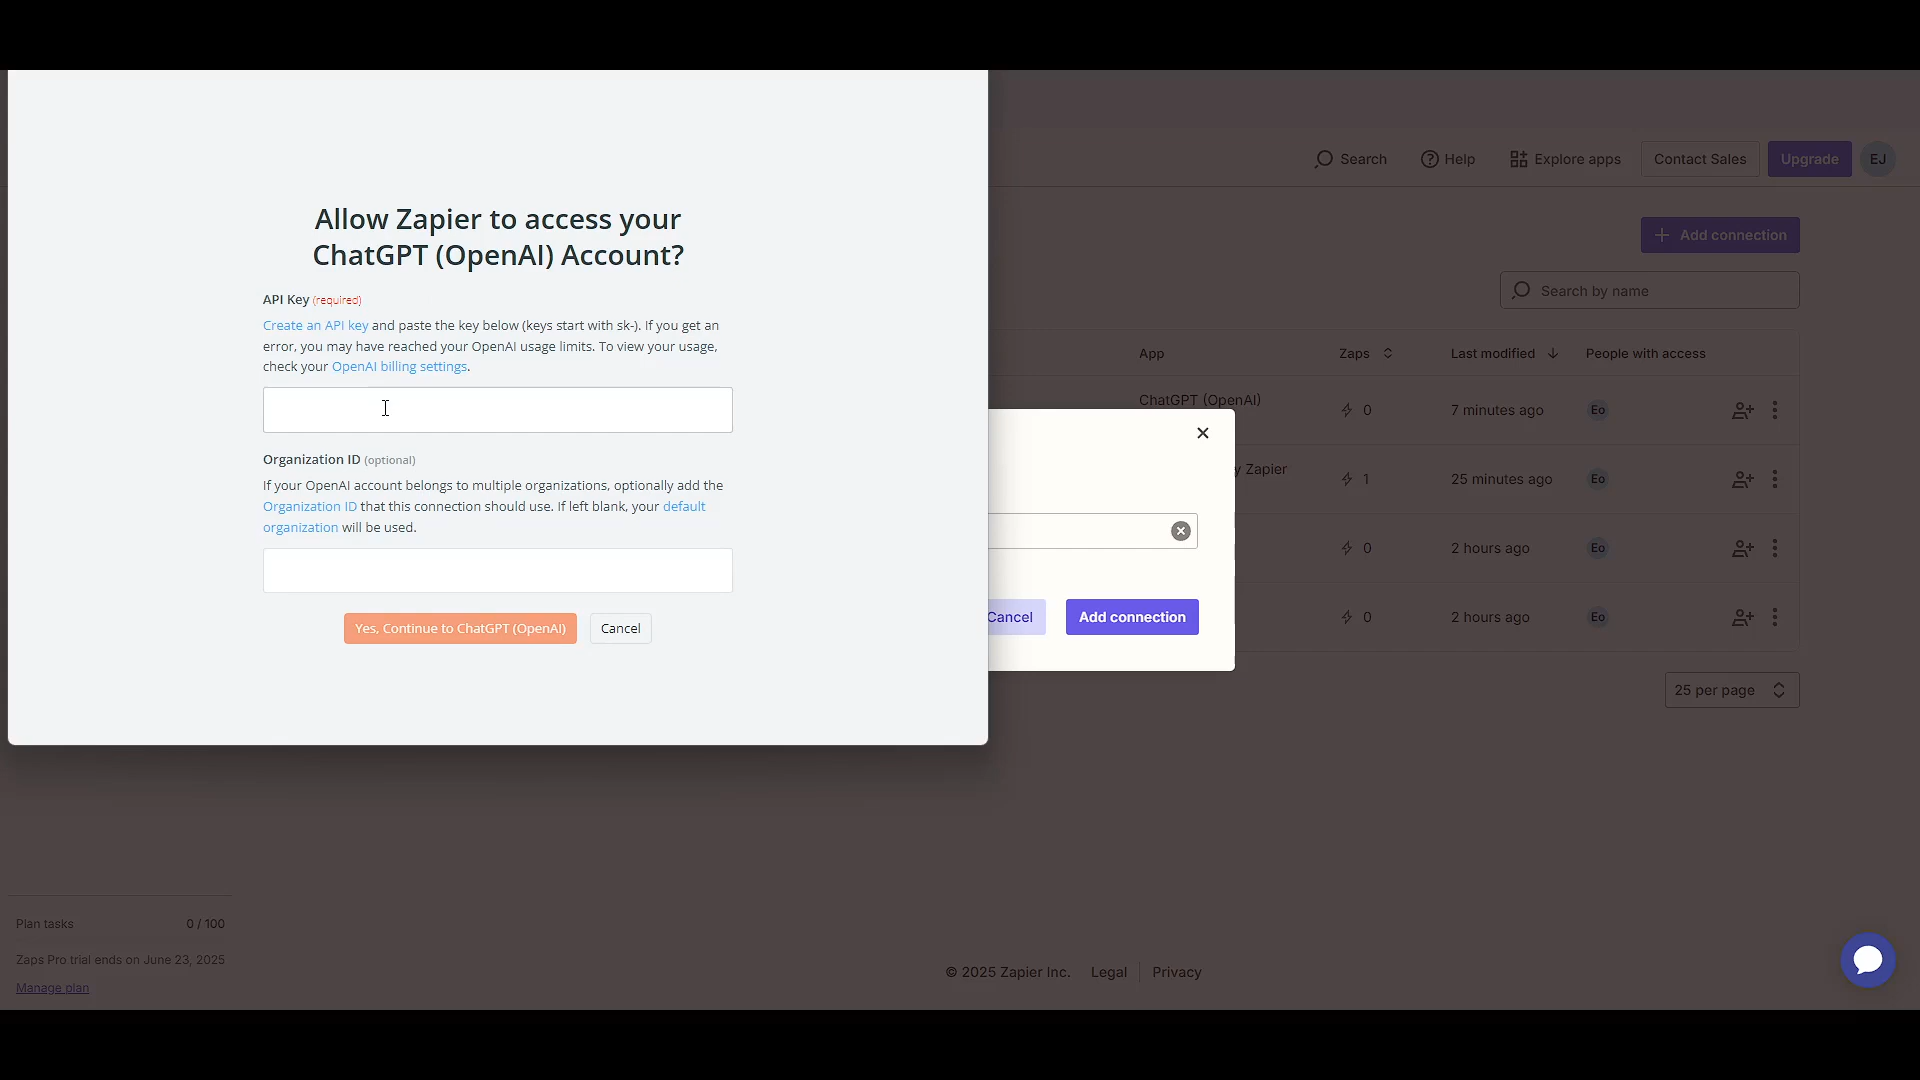 Allow Zapier to access your
ChatGPT (OpenAI) Account?
API Key (required)
Create an API key and paste the key below (keys start with sk-). If you get an
error, you may have reached your OpenAI usage limits. To view your usage,
check your OpenAI billing settings.
Organization ID (optional)
If your OpenAI account belongs to multiple organizations, optionally add the
Organization ID that this connection should use. If left blank, your default
organization will be used.
Yes, Continue to ChatGPT (OpenAI)
Cancel
Search
Help
Explore apps
Contact Sales
Upgrade
EJ
Add connection
Search by name
App
Zaps
Last modified
People with access
ChatGPT (OpenAI)
0
7 minutes ago
Eo
y Zapier
1
25 minutes ago
Eo
0
2 hours ago
Eo
0
2 hours ago
Eo
Cancel
Add connection
25 per page
Plan tasks
0 / 100
Zaps Pro trial ends on June 23, 2025
Manage plan
© 2025 Zapier Inc.
Legal
Privacy